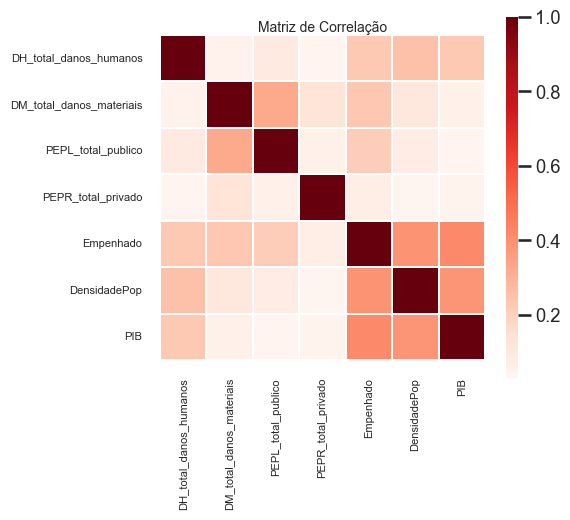 Matriz de Correlação
DH_total_danos_humanos
DM_total_danos_materiais
PEPL_total_publico
PEPR_total_privado
Empenhado
DensidadePop
PIB
DH_total_danos_humanos
DM_total_danos_materiais
PEPL_total_publico
PEPR_total_privado
Empenhado
DensidadePop
PIB
1.0
0.8
0.6
0.4
0.2